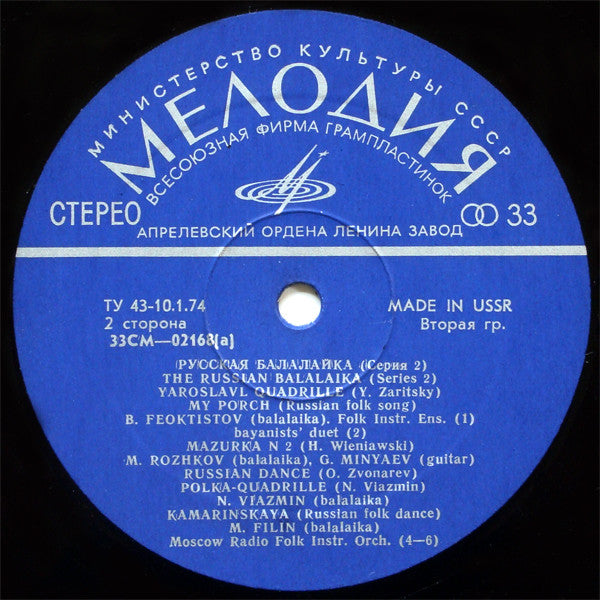 МИНИСТЕРСТВО КУЛЬТУРЫ СССР
МЕЛОДИЯ
ВСЕСОЮЗНАЯ ФИРМА ГРАМПЛАСТИНОК
СТЕРЕО
33
АПРЕЛЕВСКИЙ ОРДЕНА ЛЕНИНА ЗАВОД
ТУ 43-10.1.74
MADE IN USSR
2 сторона
Вторая гр.
33СМ—02168(а)
РУССКАЯ БАЛАЛАЙКА (Серия 2)
THE RUSSIAN BALALAIKA (Series 2)
YAROSLAVL QUADRILLE (Y. Zaritsky)
MY PORCH (Russian folk song)
B. FEOKTISTOV (balalaika). Folk Instr. Ens. (1)
bayanists' duet (2)
MAZURKA N 2 (H. Wieniawski)
M. ROZHKOV (balalaika), G. MINYAEV (guitar)
RUSSIAN DANCE (O. Zvonarev)
POLKA-QUADRILLE (N. Viazmin)
N. VIAZMIN (balalaika)
KAMARINSKAYA (Russian folk dance)
M. FILIN (balalaika)
Moscow Radio Folk Instr. Orch. (4—6)